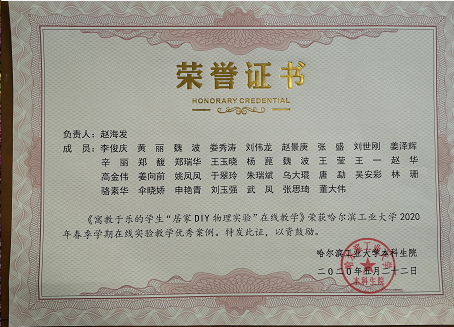 荣誉证书
HONORARY CREDENTIAL
负责人：赵海发
成 员：李俊庆 黄 丽 魏 波 娄秀涛 刘伟龙 赵景庚 张 盛 刘世刚 姜泽辉
辛 丽 郑 馥 郑瑞华 王玉晓 杨 菎 魏 波 王 莹 王 一 赵 华
高金伟 姜向前 姚凤凤 于翠玲 朱瑞斌 乌大琨 唐 勐 吴安彩 林 珊
骆素华 伞晓娇 申艳青 刘玉强 武 凤 张思琦 董大伟
《寓教于乐的学生“居家DIY物理实验”在线教学》荣获哈尔滨工业大学2020
年春季学期在线实验教学优秀案例。特发此证，以资鼓励。
哈尔滨工业大学本科生院
二〇二〇年五月二十二日
本科生院